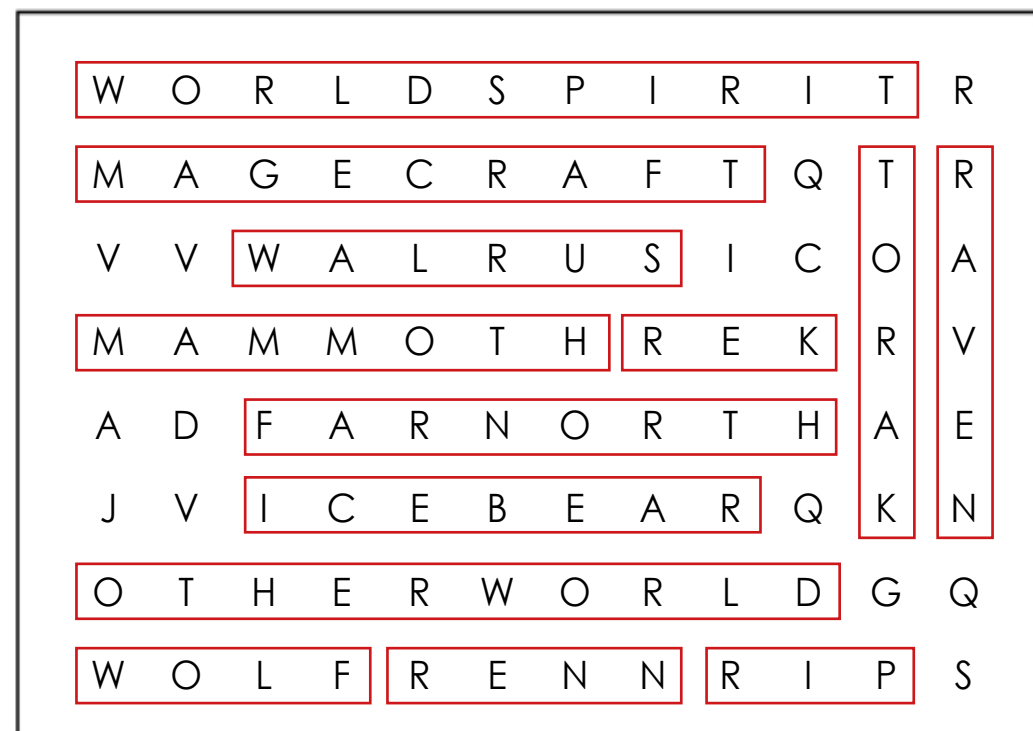 W O R L D S P I R I T R
M A G E C R A F T Q T R
V V W A L R U S I C O A
M A M M O T H R E K R V
A D F A R N O R T H A E
J V I C E B E A R Q K N
O T H E R W O R L D G Q
W O L F R E N N R I P S